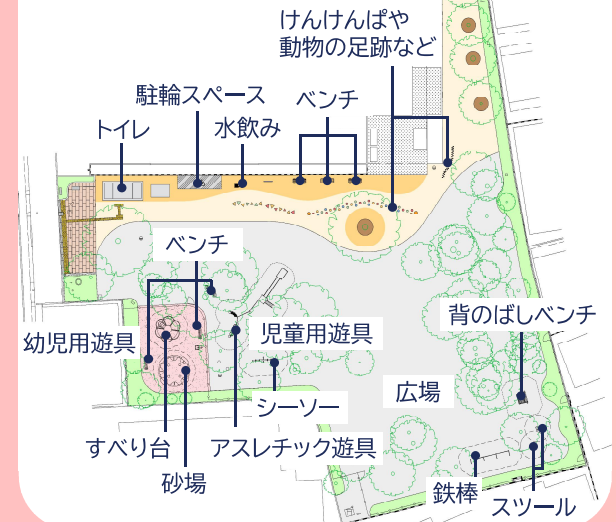 けんけんぱや
動物の足跡など
駐輪スペース
ベンチ
トイレ
水飲み
ベンチ
背のばしベンチ
幼児用遊具
児童用遊具
広場
シーソー
すべり台
アスレチック遊具
砂場
鉄棒
スツール